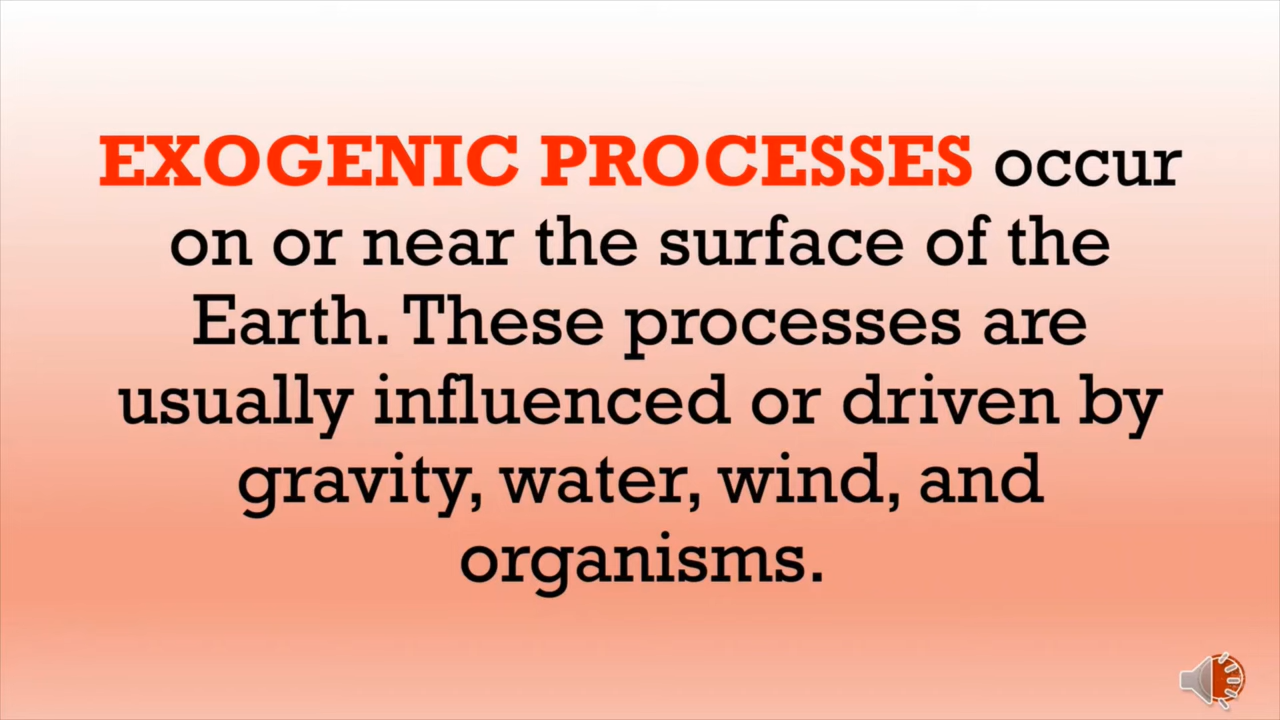 EXOGENIC PROCESSES occur
on or near the surface of the
Earth. These processes are
usually influenced or driven by
gravity, water, wind, and
organisms.